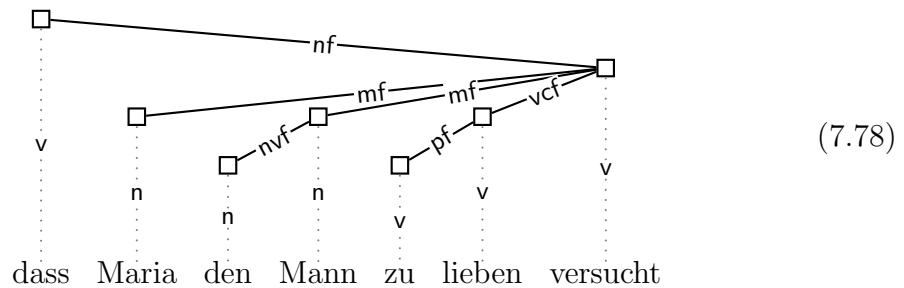 nf
mf mf vcf
nvf pf
(7.78)
v n n n v v v
dass Maria den Mann zu lieben versucht